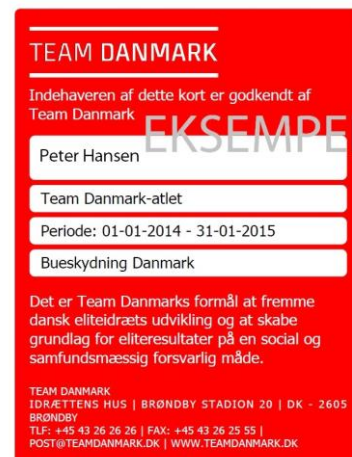 TEAM DANMARK
Indehaveren af dette kort er godkendt af
Team Danmark
EKSEMPE
Peter Hansen
Team Danmark-atlet
Periode: 01-01-2014 - 31-01-2015
Bueskydning Danmark
Det er Team Danmarks formål at fremme
dansk eliteidræts udvikling og at skabe
grundlag for eliteresultater på en social og
samfundsmæssig forsvarlig måde.
TEAM DANMARK
IDRÆTTENS HUS | BRØNDBY STADION 20 | DK - 2605
BRØNDBY
TLF: +45 43 26 26 26 | FAX: +45 43 26 25 55 |
POST@TEAMDANMARK.DK | WWW.TEAMDANMARK.DK